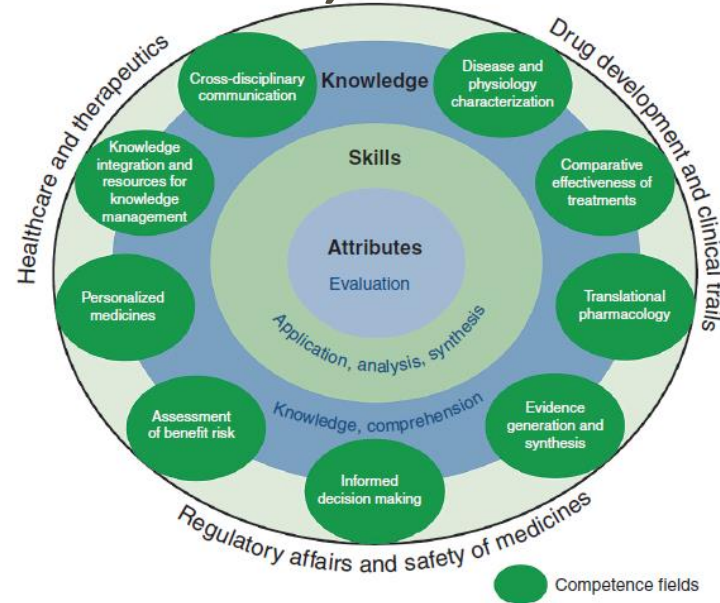 Healthcare and therapeutics
Drug development and clinical trails
Regulatory affairs and safety of medicines
Cross-disciplinary
communication
Knowledge
Disease and
physiology
characterization
Knowledge
integration and
resources for
knowledge
management
Skills
Comparative
effectiveness of
treatments
Attributes
Evaluation
Personalized
medicines
Translational
pharmacology
Application, analysis, synthesis
Knowledge, comprehension
Assessment
of benefit risk
Evidence
generation and
synthesis
Informed
decision making
Competence fields